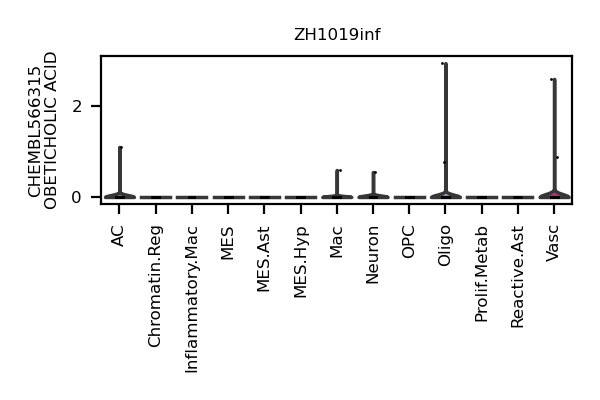 ZH1019inf
CHEMBL566315
OBETICHOLIC ACID
2
0
AC
Chromatin.Reg
Inflammatory.Mac
MES
MES.Ast
MES.Hyp
Mac
Neuron
OPC
Oligo
Prolif.Metab
Reactive.Ast
Vasc